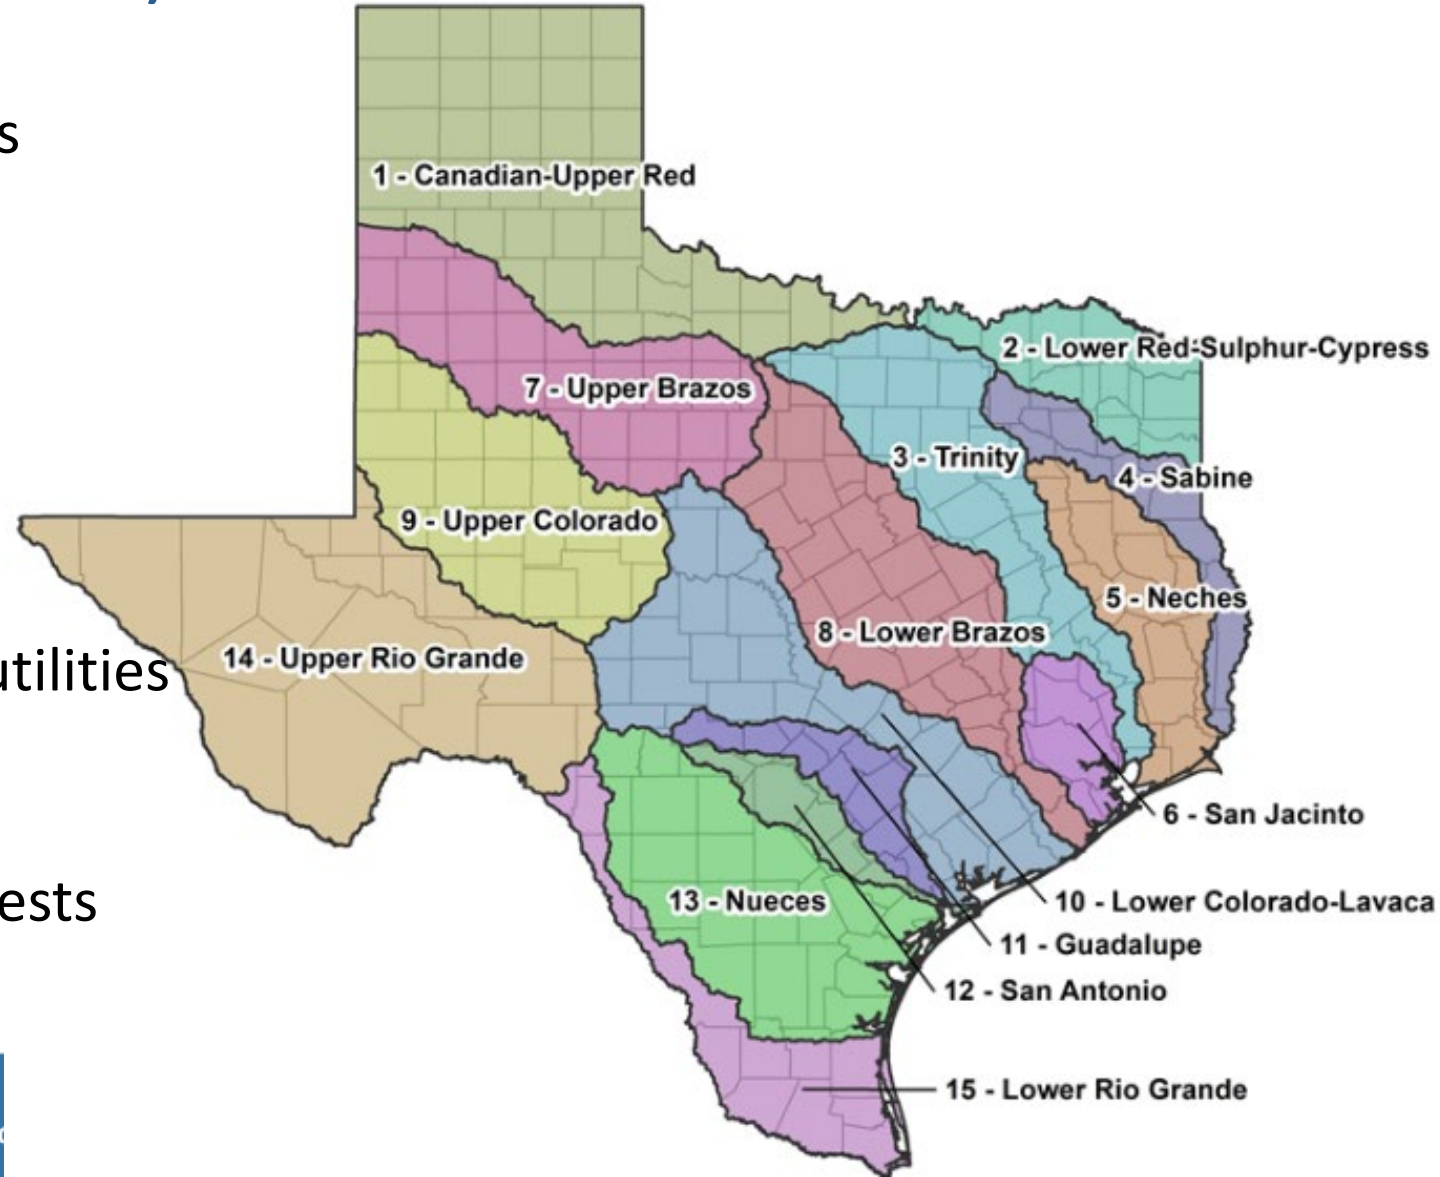 s
1 - Canadian-Upper Red
2 - Lower Red-Sulphur-Cypress
7 - Upper Brazos
3 - Trinity
4 - Sabine
9 - Upper Colorado
5 - Neches
8 - Lower Brazos
14 - Upper Rio Grande
utilities
6 - San Jacinto
13 - Nueces
ests
10 - Lower Colorado-Lavaca
11 - Guadalupe
12 - San Antonio
15 - Lower Rio Grande